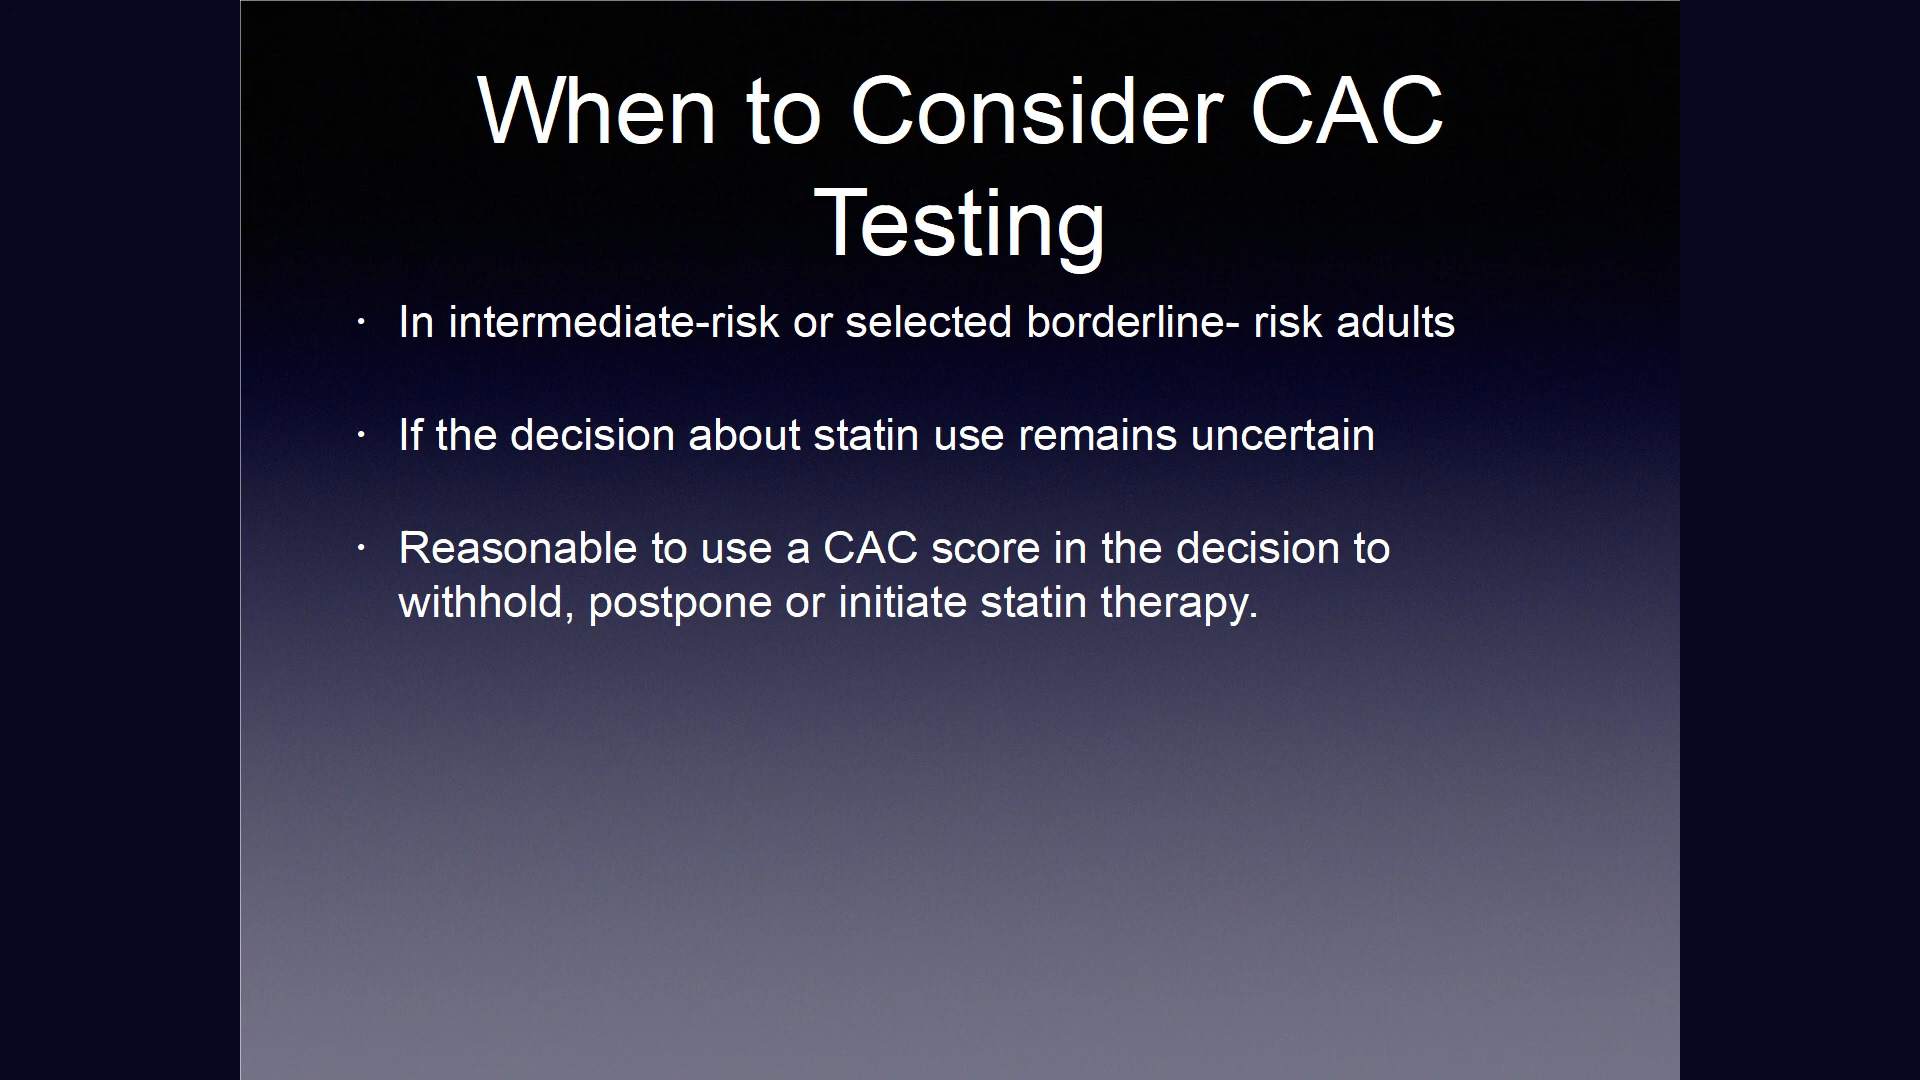 When to Consider CAC
Testing
• In intermediate-risk or selected borderline- risk adults
• If the decision about statin use remains uncertain
• Reasonable to use a CAC score in the decision to
withhold, postpone or initiate statin therapy.